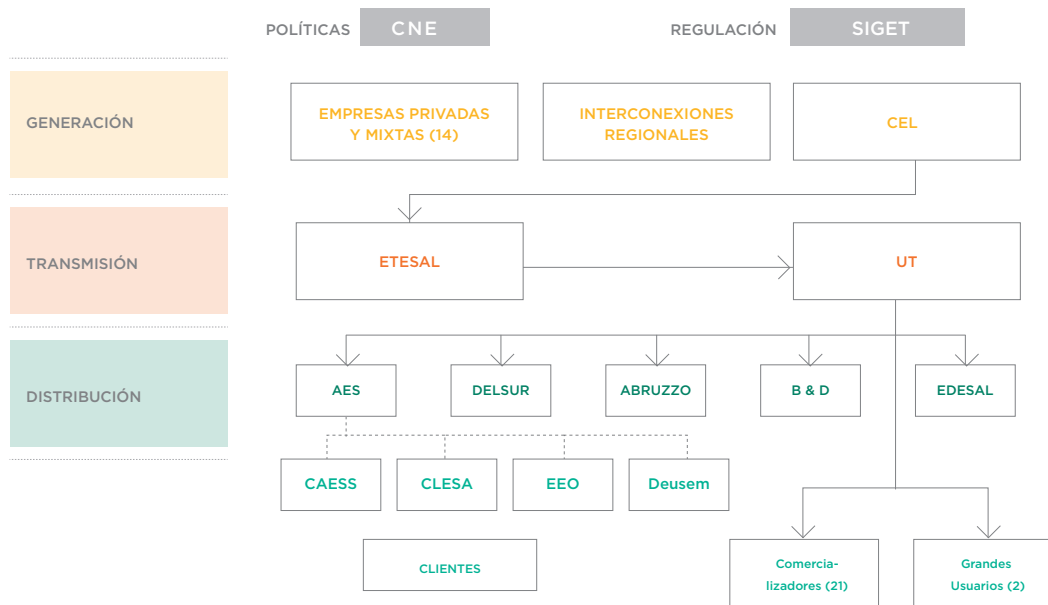 POLÍTICAS
CNE
REGULACIÓN
SIGET
GENERACIÓN
EMPRESAS PRIVADAS
Y MIXTAS (14)
INTERCONEXIONES
REGIONALES
CEL
TRANSMISIÓN
ETESAL
UT
DISTRIBUCIÓN
AES
DELSUR
ABRUZZO
B & D
EDESAL
CAESS
CLESA
EEO
Deusem
CLIENTES
Comercia-
lizadores (21)
Grandes
Usuarios (2)